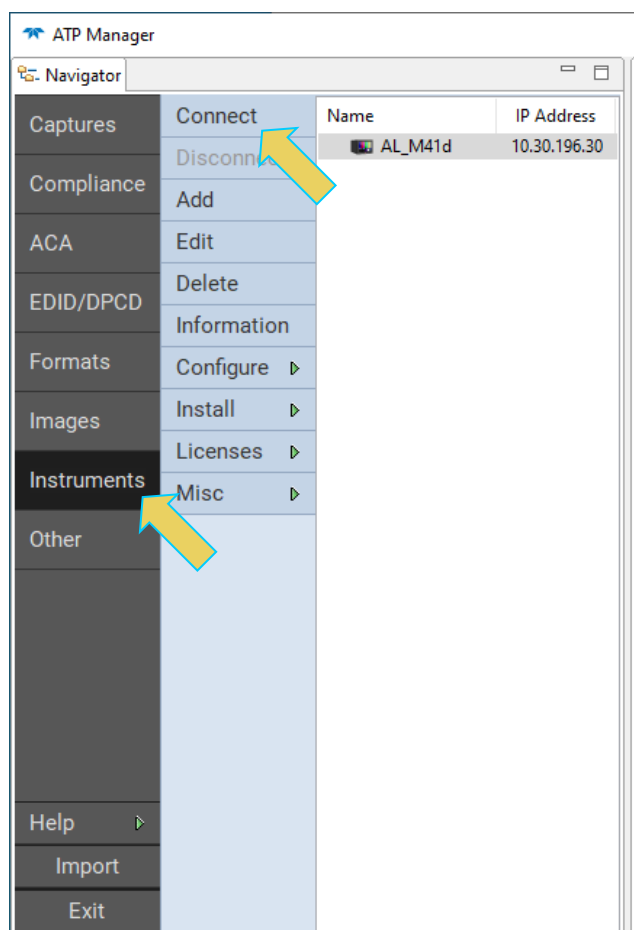 ATP Manager
Navigator
Captures
Compliance
ACA
EDID/DPCD
Formats
Images
Instruments
Other
Help
Import
Exit
Connect
Add
Edit
Delete
Information
Configure
Install
Licenses
Misc
Name IP Address
AL_M41d 10.30.196.30